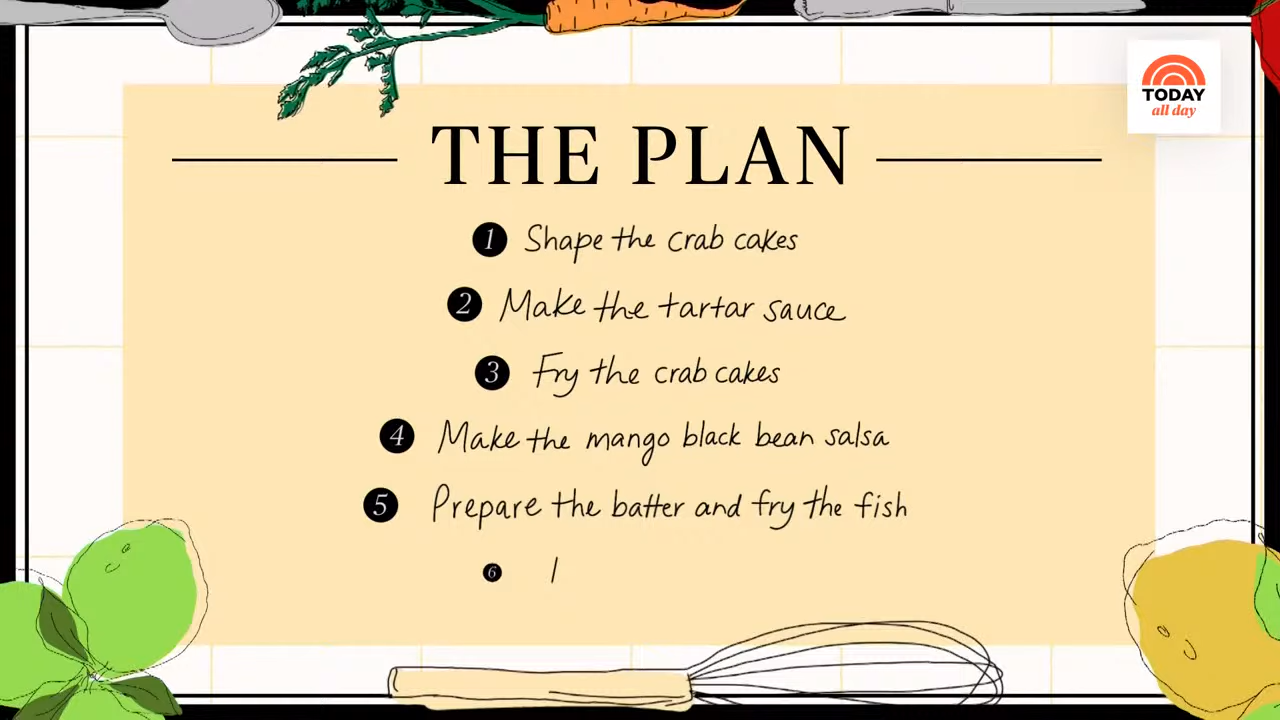 TODAY
all day
THE PLAN
1 Shape the crab cakes
2 Make the tartar sauce
3 Fry the crab cakes
4 Make the mango black bean salsa
5 Prepare the batter and fry the fish
6